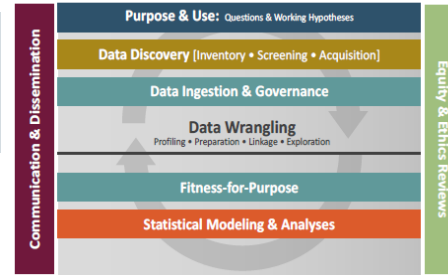 Communication & Dissemination
Purpose & Use: Questions & Working Hypotheses
Data Discovery [Inventory • Screening • Acquisition]
Data Ingestion & Governance
Data Wrangling
Profiling • Preparation • Linkage • Exploration
Fitness-for-Purpose
Statistical Modeling & Analyses
Equity & Ethics Reviews